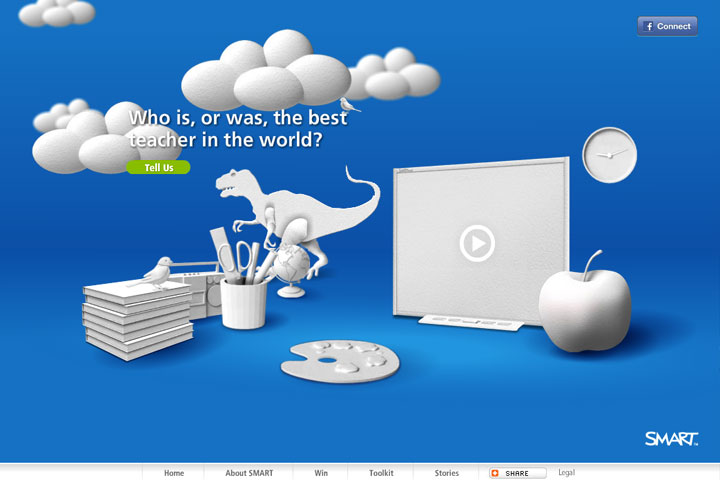 Connect
Who is, or was, the best
teacher in the world?
Tell Us
SMART
Home
About SMART
Win
Toolkit
Stories
SHARE
Legal